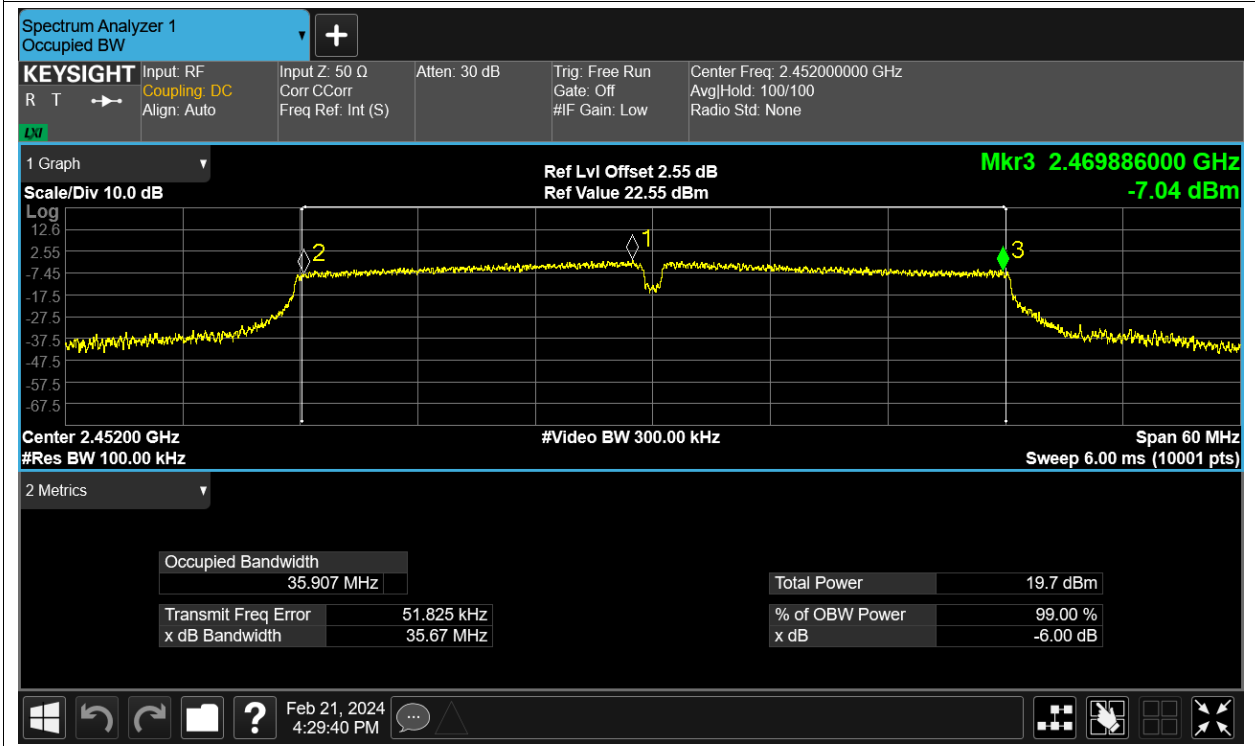 Spectrum Analyzer 1
Occupied BW
KEYSIGHT
R T
LXI
Input: RF
Coupling: DC
Align: Auto
Input Z: 50 Ω
Corr CCorr
Freq Ref: Int (S)
Atten: 30 dB
Trig: Free Run
Gate: Off
#IF Gain: Low
Center Freq: 2.452000000 GHz
Avg|Hold: 100/100
Radio Std: None
1 Graph
Scale/Div 10.0 dB
Ref Lvl Offset 2.55 dB
Ref Value 22.55 dBm
Mkr3 2.469886000 GHz
-7.04 dBm
Log
12.6
2.55
-7.45
-17.5
-27.5
-37.5
-47.5
-57.5
-67.5
2
1
3
Center 2.45200 GHz
#Video BW 300.00 kHz
Span 60 MHz
#Res BW 100.00 kHz
Sweep 6.00 ms (10001 pts)
2 Metrics
Occupied Bandwidth
35.907 MHz
Total Power 19.7 dBm
Transmit Freq Error 51.825 kHz
% of OBW Power 99.00 %
x dB Bandwidth 35.67 MHz
x dB -6.00 dB
?
Feb 21, 2024
4:29:40 PM